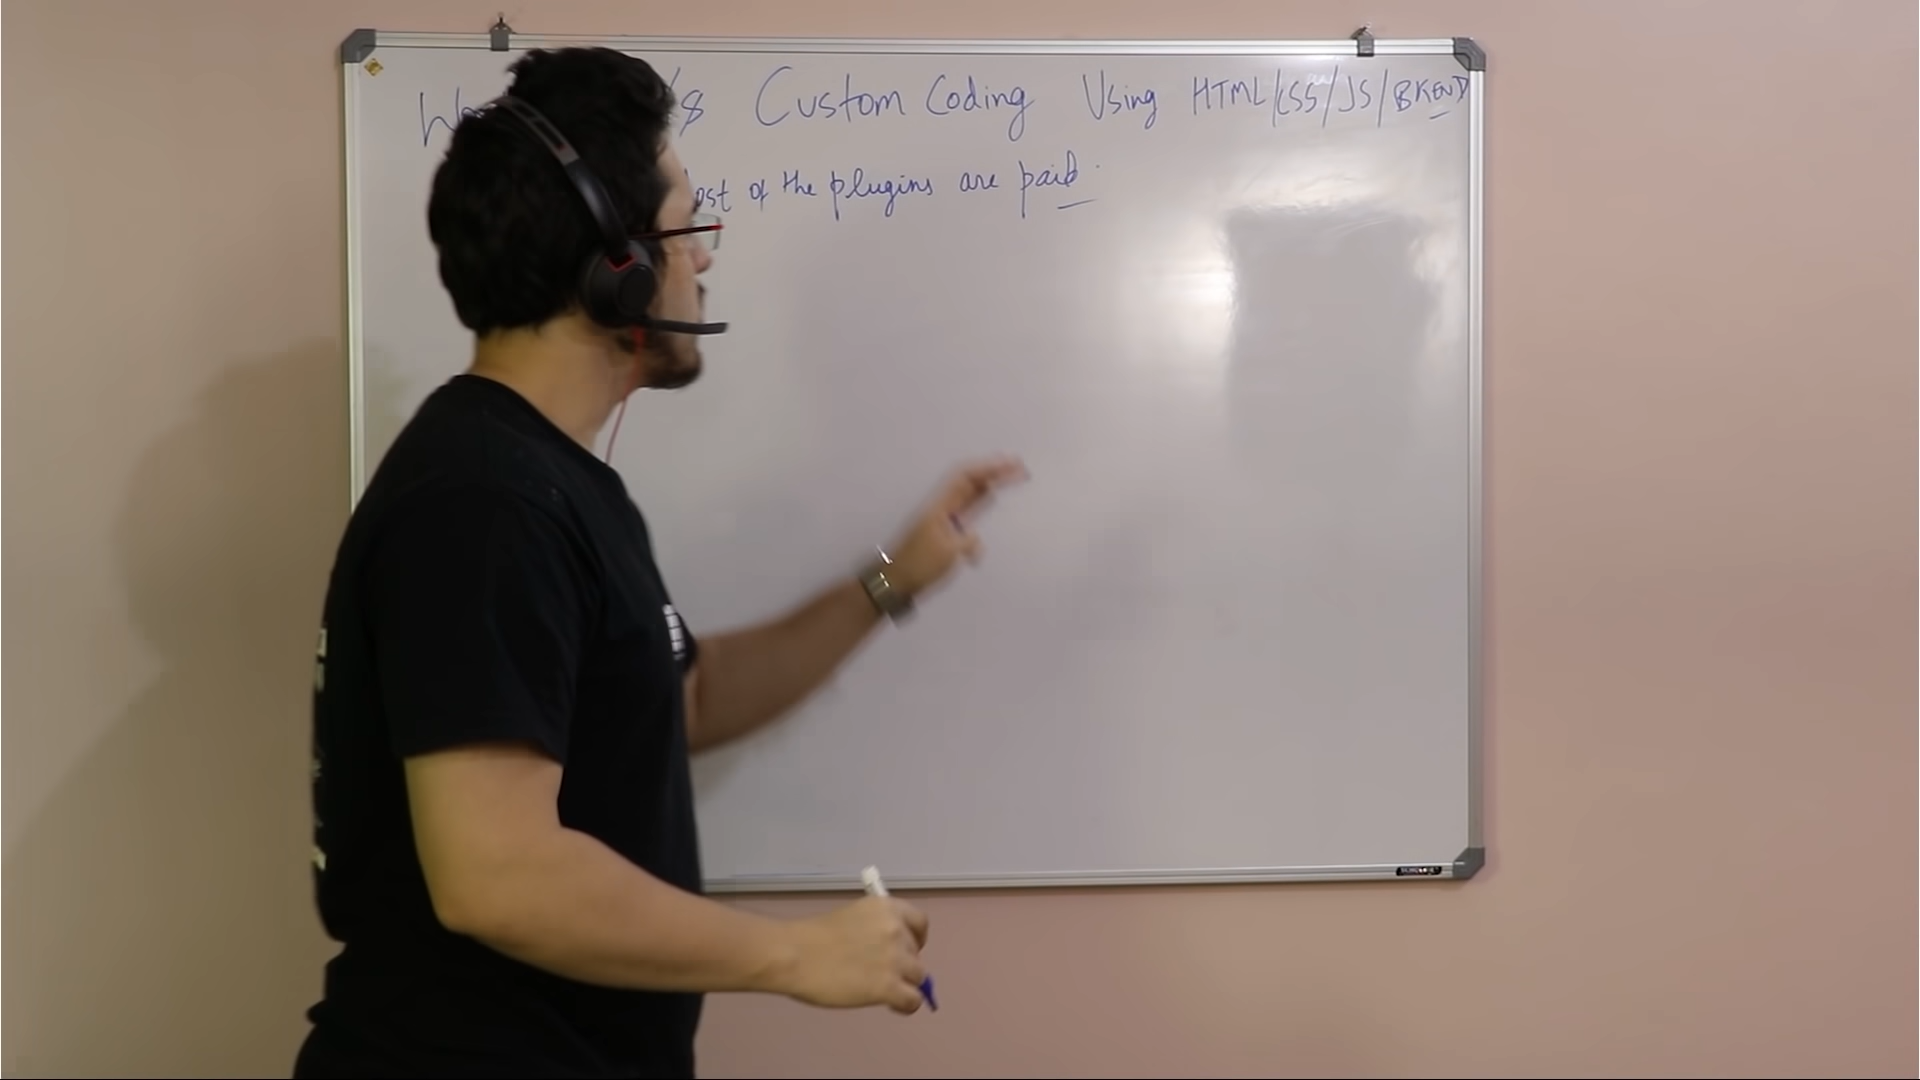 Custom Coding Using HTML/CSS/JS/BKEND
of the plugins are paid.